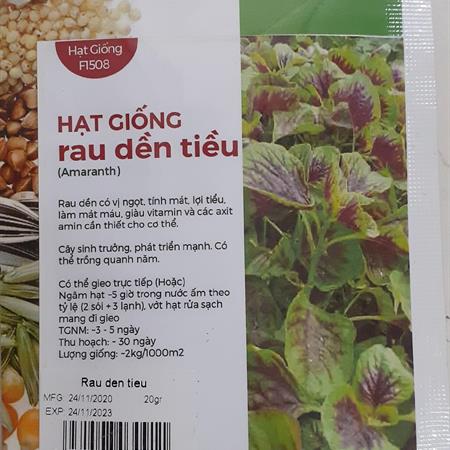 Hạt Giống
F1508
HẠT GIỐNG
rau dền tiều
(Amaranth)
Rau dền có vị ngọt, tính mát, lợi tiểu,
làm mát máu, giàu vitamin và các axit
amin cần thiết cho cơ thể.
Cây sinh trưởng, phát triển mạnh. Có
thể trồng quanh năm.
Có thể gieo trực tiếp (Hoặc)
Ngâm hạt ~5 giờ trong nước ấm theo
tỷ lệ (2 sôi + 3 lạnh), vớt hạt rửa sạch
mang đi gieo
TGNM: ~3 - 5 ngày
Thu hoạch: ~ 30 ngày
Lượng giống: ~2kg/1000m2
Rau den tieu
MFG 24/11/2020 20gr
EXP 24/11/2023